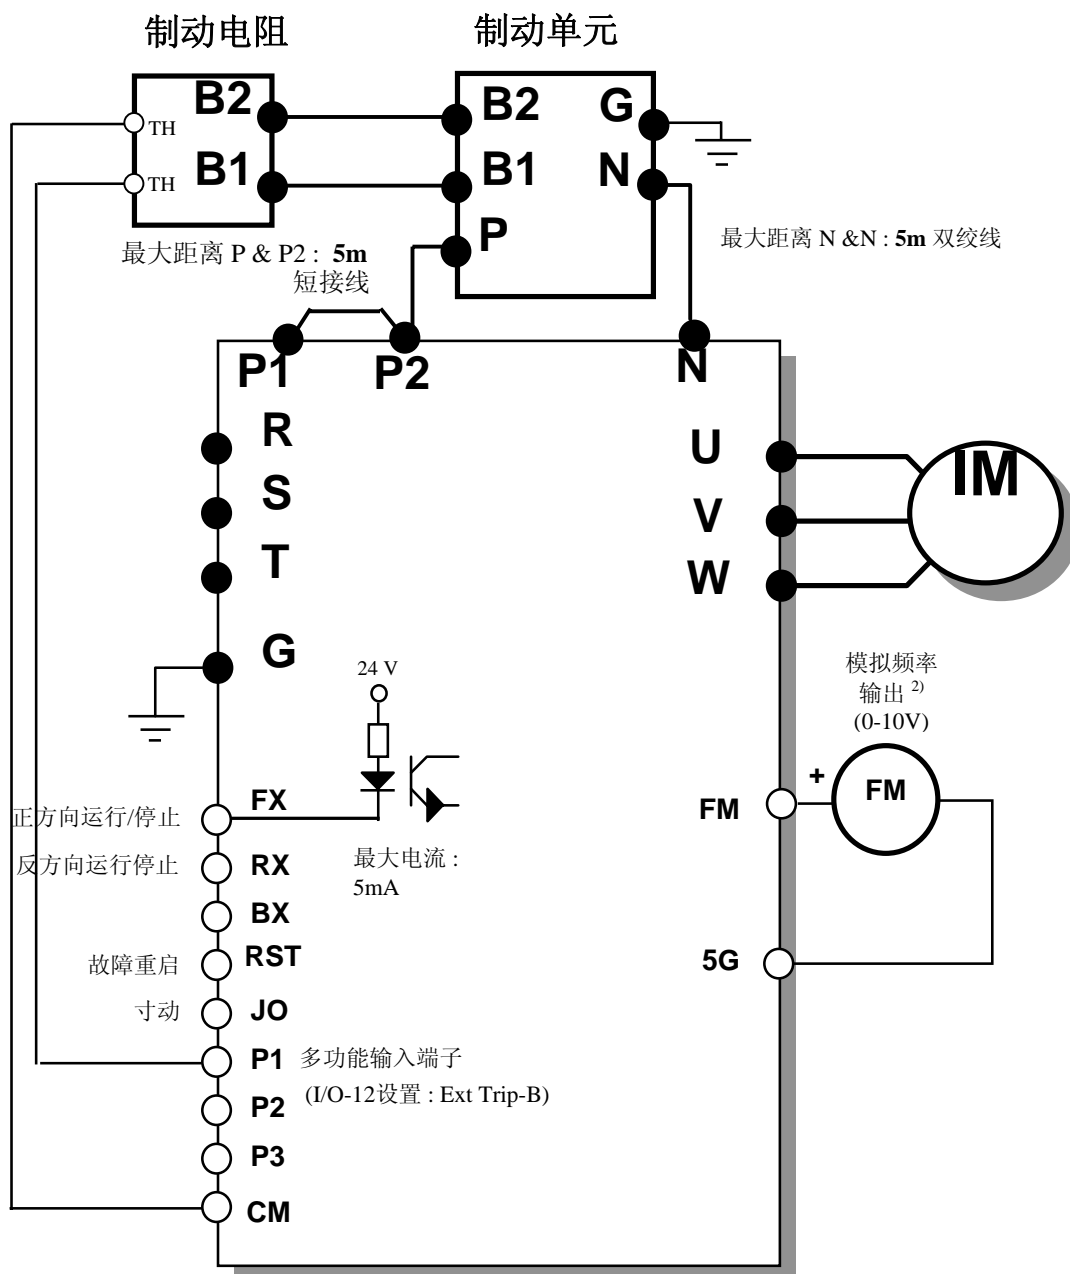 制动电阻
制动单元
B2
B2
G
TH
TH
B1
B1
N
P
最大距离 P & P2 : 5m
最大距离 N &N : 5m 双绞线
短接线
P1
P2
N
R
U
IM
S
V
T
W
G
24 V
模拟频率
输出 2)
(0-10V)
FX
+
FM
FM
正方向运行/停止
反方向运行停止
RX
最大电流 :
5mA
BX
故障重启
RST
5G
寸动
JO
P1
多功能输入端子
(I/O-12设置 : Ext Trip-B)
P2
P3
CM